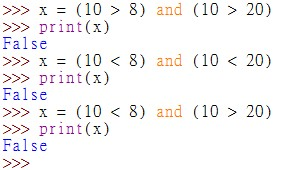 >>> x = (10 > 8) and (10 > 20)
>>> print(x)
False
>>> x = (10 < 8) and (10 < 20)
>>> print(x)
False
>>> x = (10 < 8) and (10 > 20)
>>> print(x)
False
>>>